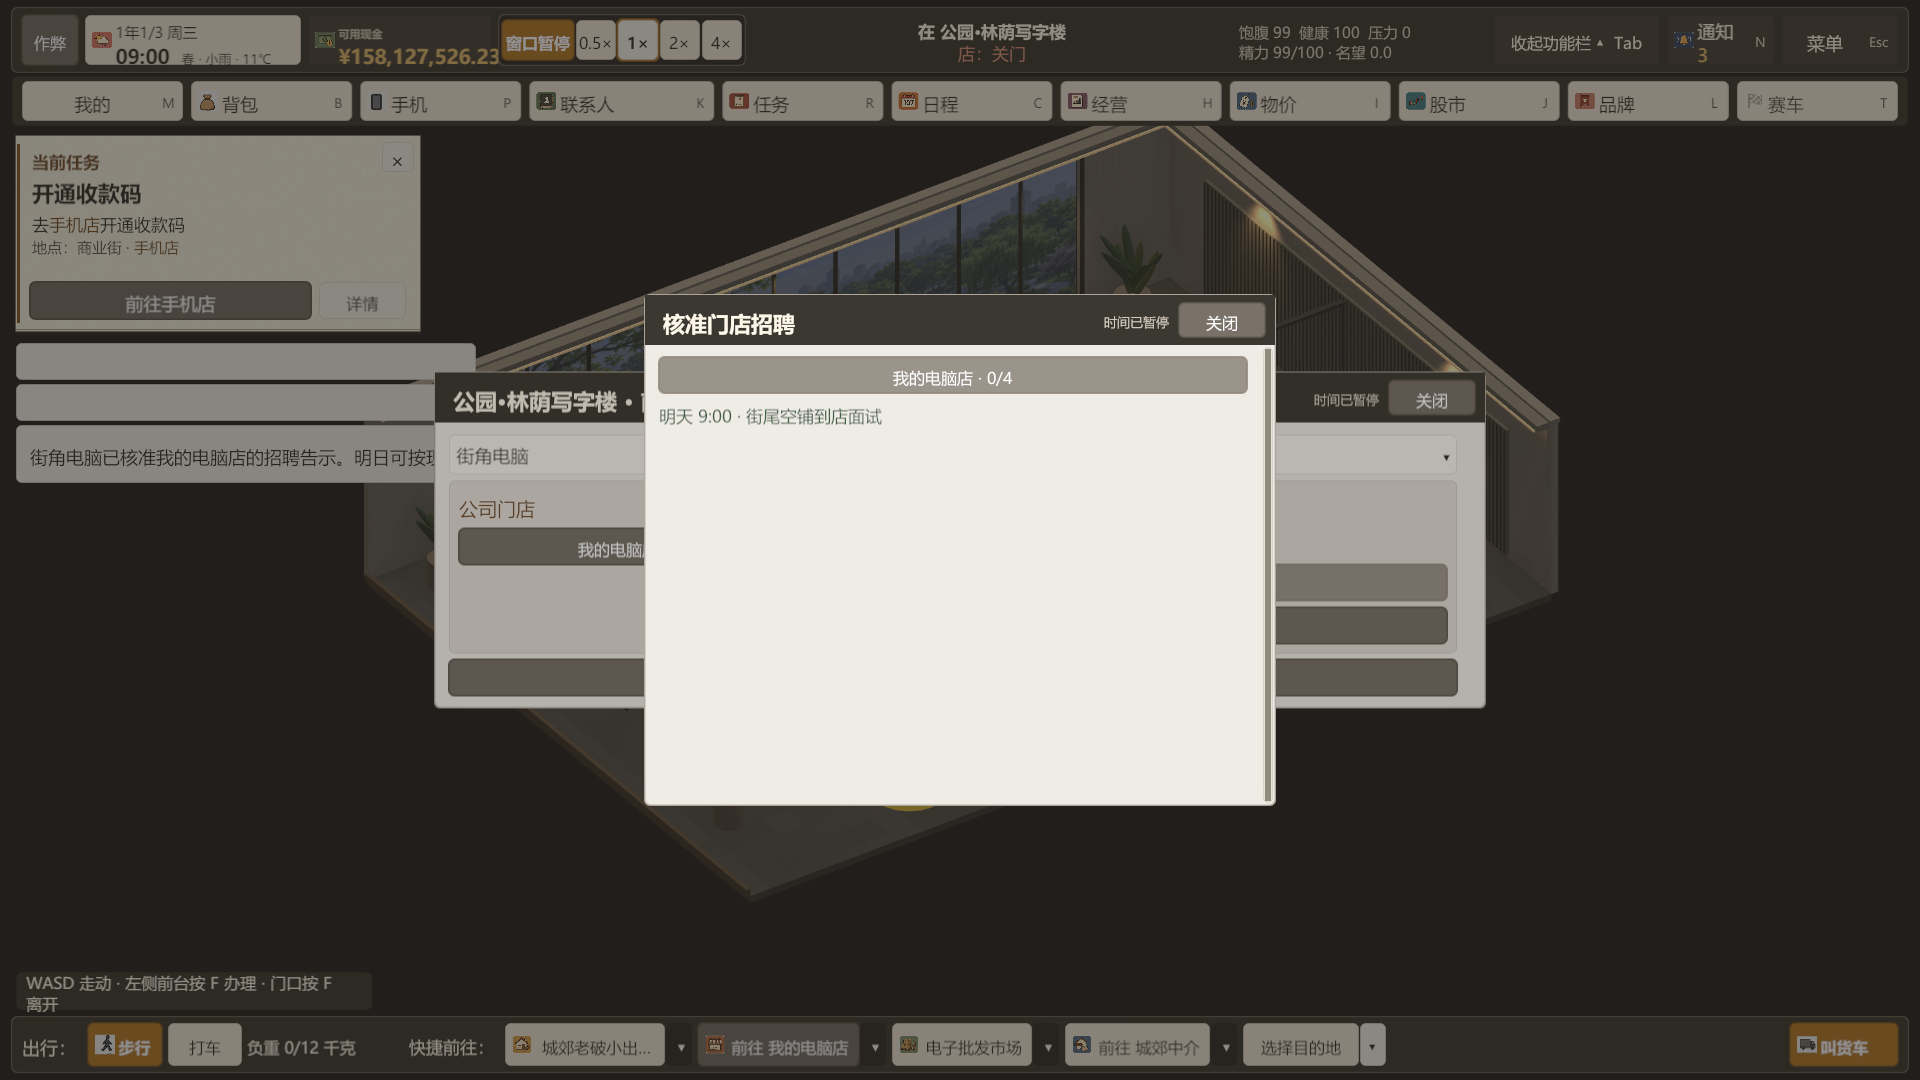 作弊
1年1/3 周三
09:00 春 · 小雨 · 11℃
可用现金
¥158,127,526.23
窗口暂停
0.5×
1×
2×
4×
在 公园•林荫写字楼
店：关门
饱腹 99 健康 100 压力 0
精力 99/100 · 名望 0.0
收起功能栏 ▴ Tab
通知
3
N
菜单 Esc
我的 M
背包 B
手机 P
联系人 K
任务 R
日程 C
经营 H
物价 I
股市 J
品牌 L
赛车 T
当前任务
×
开通收款码
去手机店开通收款码
地点：商业街 · 手机店
前往手机店
详情
街角电脑已核准我的电脑店的招聘告示。明日可按
公园•林荫写字楼 •
时间已暂停
关闭
街角电脑
▾
公司门店
我的电脑
核准门店招聘
时间已暂停
关闭
我的电脑店 · 0/4
明天 9:00 · 街尾空铺到店面试
WASD 走动 · 左侧前台按 F 办理 · 门口按 F
离开
出行：
步行
打车
负重 0/12 千克
快捷前往：
城郊老破小出... ▾
前往 我的电脑店 ▾
电子批发市场 ▾
前往 城郊中介 ▾
选择目的地 ▾
叫货车